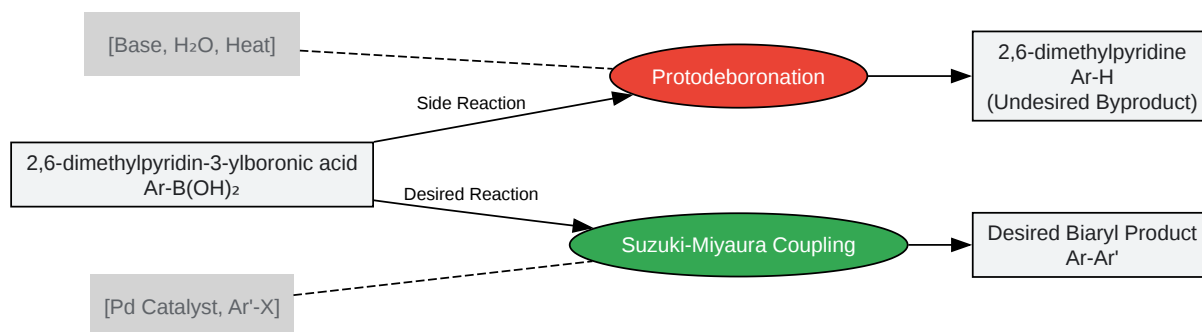 [Base, H₂O, Heat]
Protodeboronation
2,6-dimethylpyridine
Ar-H
(Undesired Byproduct)
Side Reaction
2,6-dimethylpyridin-3-ylboronic acid
Ar-B(OH)₂
Desired Reaction
Suzuki-Miyaura Coupling
Desired Biaryl Product
Ar-Ar'
[Pd Catalyst, Ar'-X]